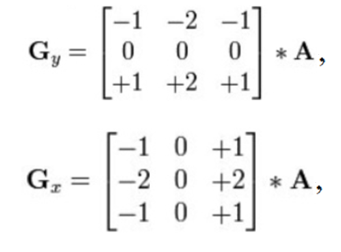 G_y = [ −1 −2 −1
0 0 0
+1 +2 +1 ] * A,
G_x = [ −1 0 +1
−2 0 +2
−1 0 +1 ] * A,